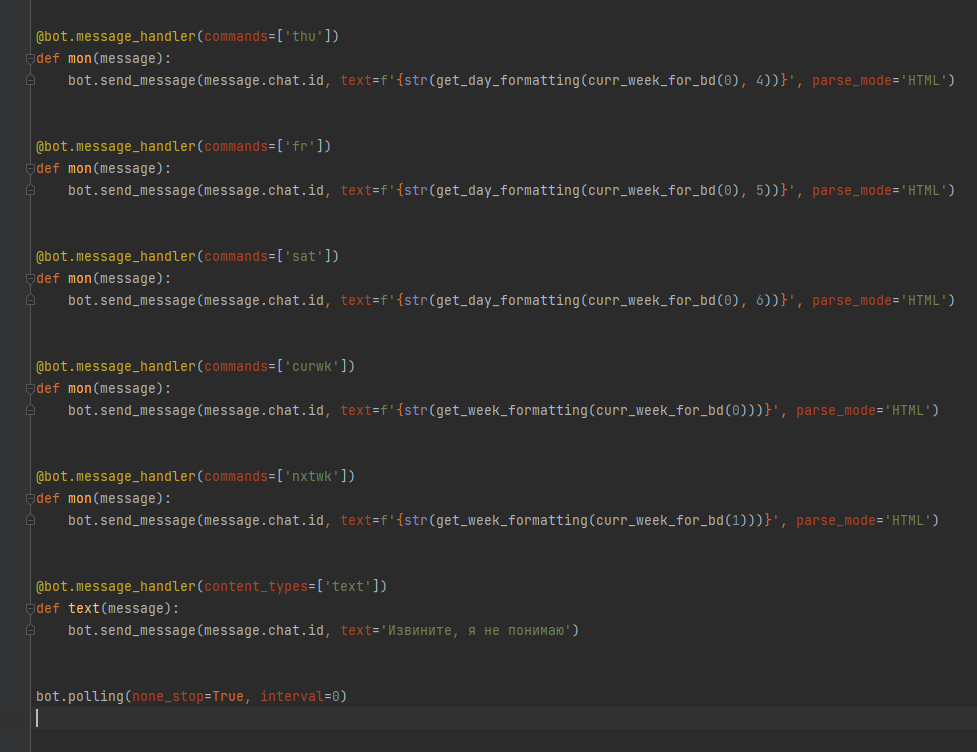 @bot.message_handler(commands=['thu'])
def mon(message):
    bot.send_message(message.chat.id, text=f'{str(get_day_formatting(curr_week_for_bd(0), 4))}', parse_mode='HTML')
@bot.message_handler(commands=['fr'])
def mon(message):
    bot.send_message(message.chat.id, text=f'{str(get_day_formatting(curr_week_for_bd(0), 5))}', parse_mode='HTML')
@bot.message_handler(commands=['sat'])
def mon(message):
    bot.send_message(message.chat.id, text=f'{str(get_day_formatting(curr_week_for_bd(0), 6))}', parse_mode='HTML')
@bot.message_handler(commands=['curwk'])
def mon(message):
    bot.send_message(message.chat.id, text=f'{str(get_week_formatting(curr_week_for_bd(0)))}', parse_mode='HTML')
@bot.message_handler(commands=['nxtwk'])
def mon(message):
    bot.send_message(message.chat.id, text=f'{str(get_week_formatting(curr_week_for_bd(1)))}', parse_mode='HTML')
@bot.message_handler(content_types=['text'])
def text(message):
    bot.send_message(message.chat.id, text='Извините, я не понимаю')
bot.polling(none_stop=True, interval=0)